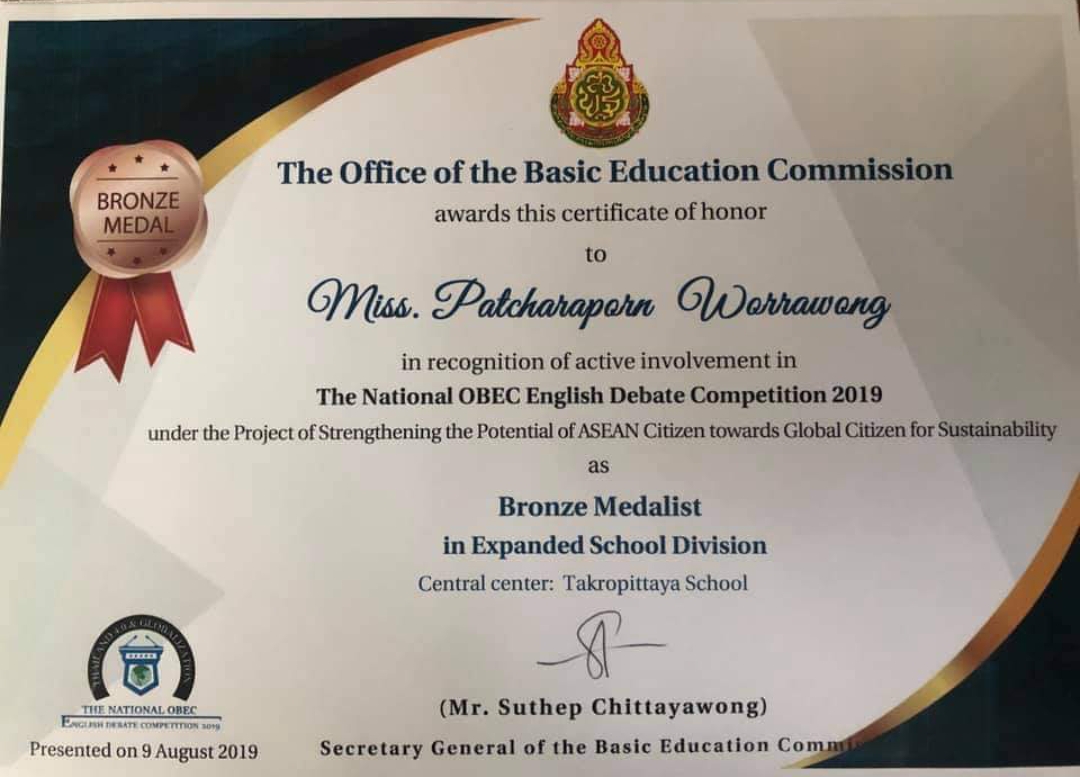 The Office of the Basic Education Commission
awards this certificate of honor
to
Miss. Patcharaporn Worrawong
in recognition of active involvement in
The National OBEC English Debate Competition 2019
under the Project of Strengthening the Potential of ASEAN Citizen towards Global Citizen for Sustainability
as
Bronze Medalist
in Expanded School Division
Central center: Takropittaya School
(Mr. Suthep Chittayawong)
Secretary General of the Basic Education Commi
BRONZE
MEDAL
THAILAND 4.0 & GLOBALIZATION
THE NATIONAL OBEC
ENGLISH DEBATE COMPETITION 2019
Presented on 9 August 2019